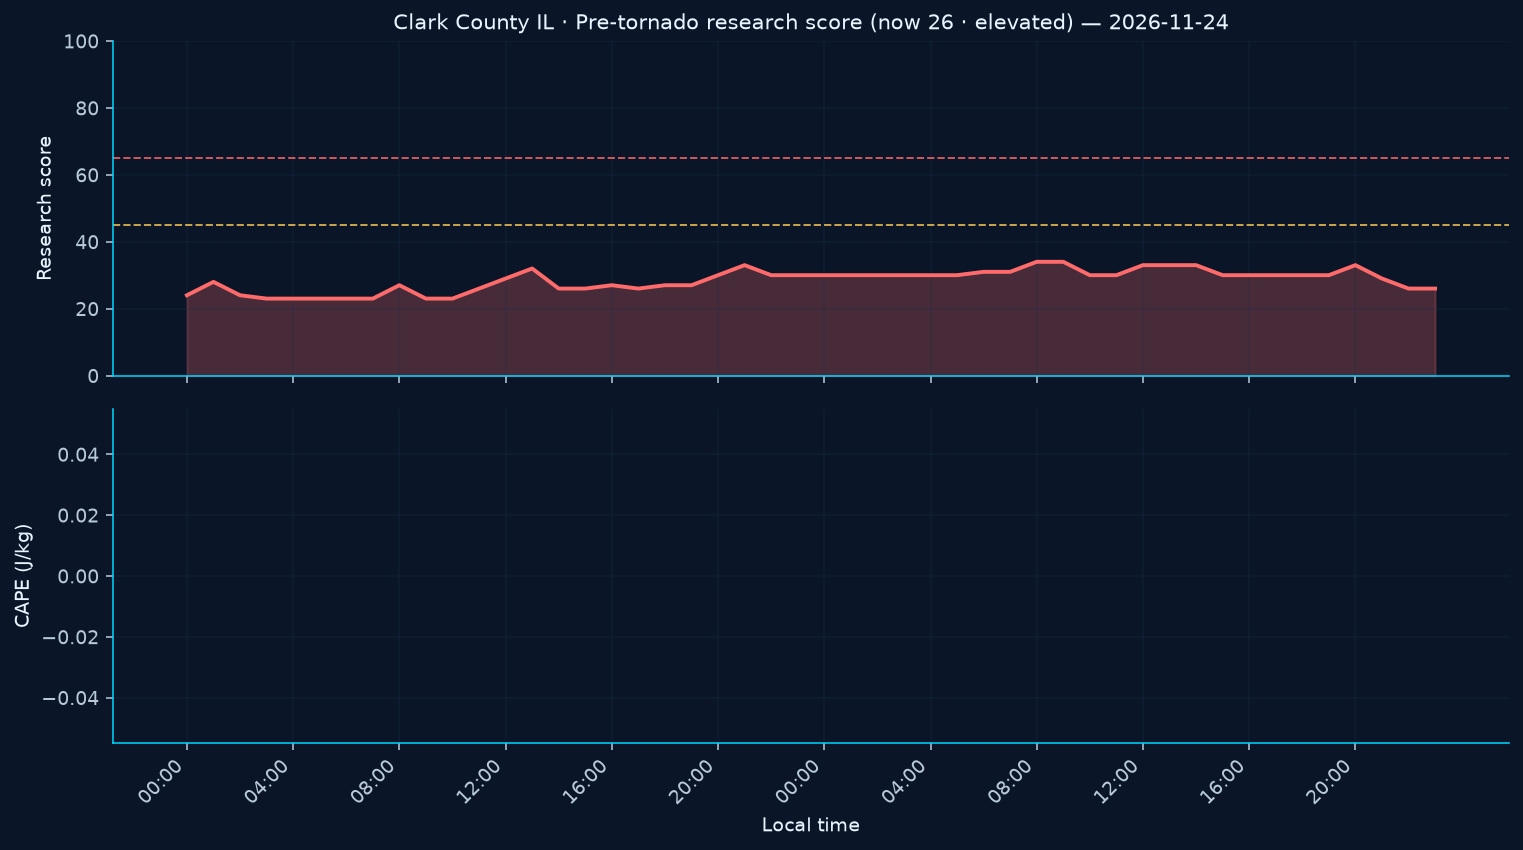 Clark County IL · Pre-tornado research score (now 26 · elevated) — 2026-11-24
Research score
100
80
60
40
20
0
CAPE (J/kg)
0.04
0.02
0.00
−0.02
−0.04
00:00 04:00 08:00 12:00 16:00 20:00 00:00 04:00 08:00 12:00 16:00 20:00
Local time